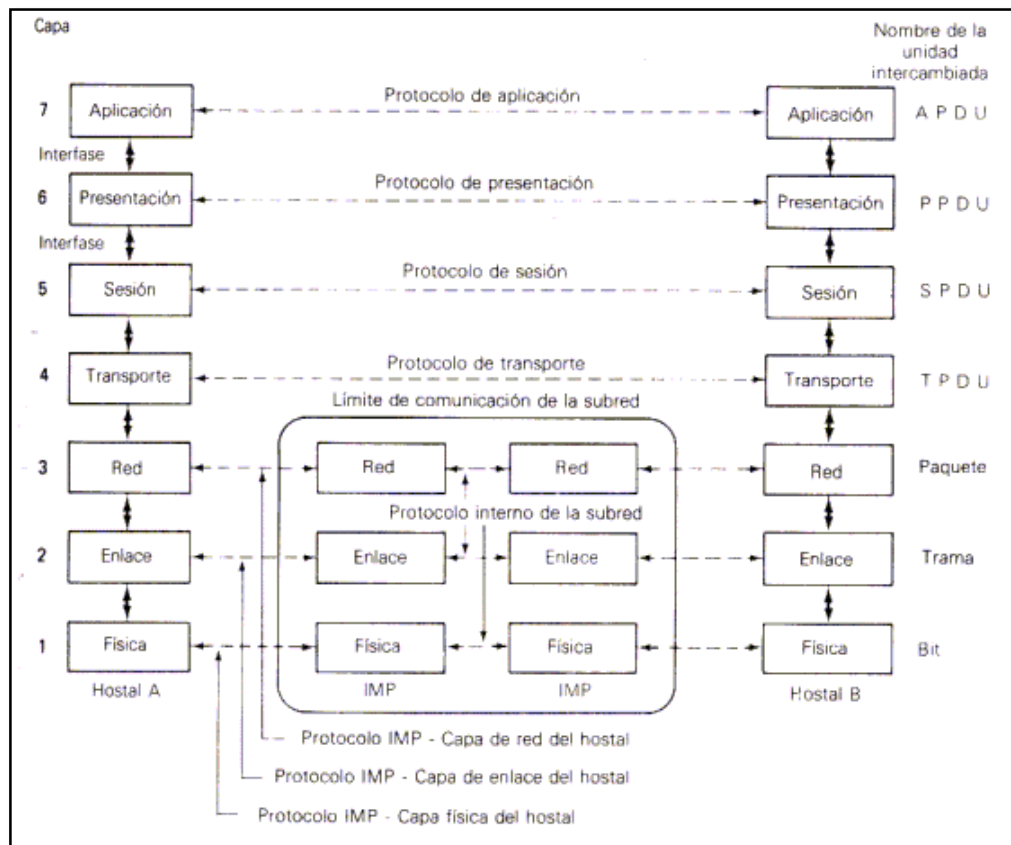 Capa
Nombre de la
unidad
intercambiada
7
Aplicación
Protocolo de aplicación
Aplicación
A P D U
Interfase
6
Presentación
Protocolo de presentación
Presentación
P P D U
Interfase
5
Sesión
Protocolo de sesión
Sesión
S P D U
4
Transporte
Protocolo de transporte
Transporte
T P D U
Límite de comunicación de la subred
3
Red
Red
Red
Red
Paquete
Protocolo interno de la subred
2
Enlace
Enlace
Enlace
Enlace
Trama
1
Física
Física
Física
Física
Bit
Hostal A
IMP
IMP
Hostal B
Protocolo IMP - Capa de red del hostal
Protocolo IMP - Capa de enlace del hostal
Protocolo IMP - Capa física del hostal